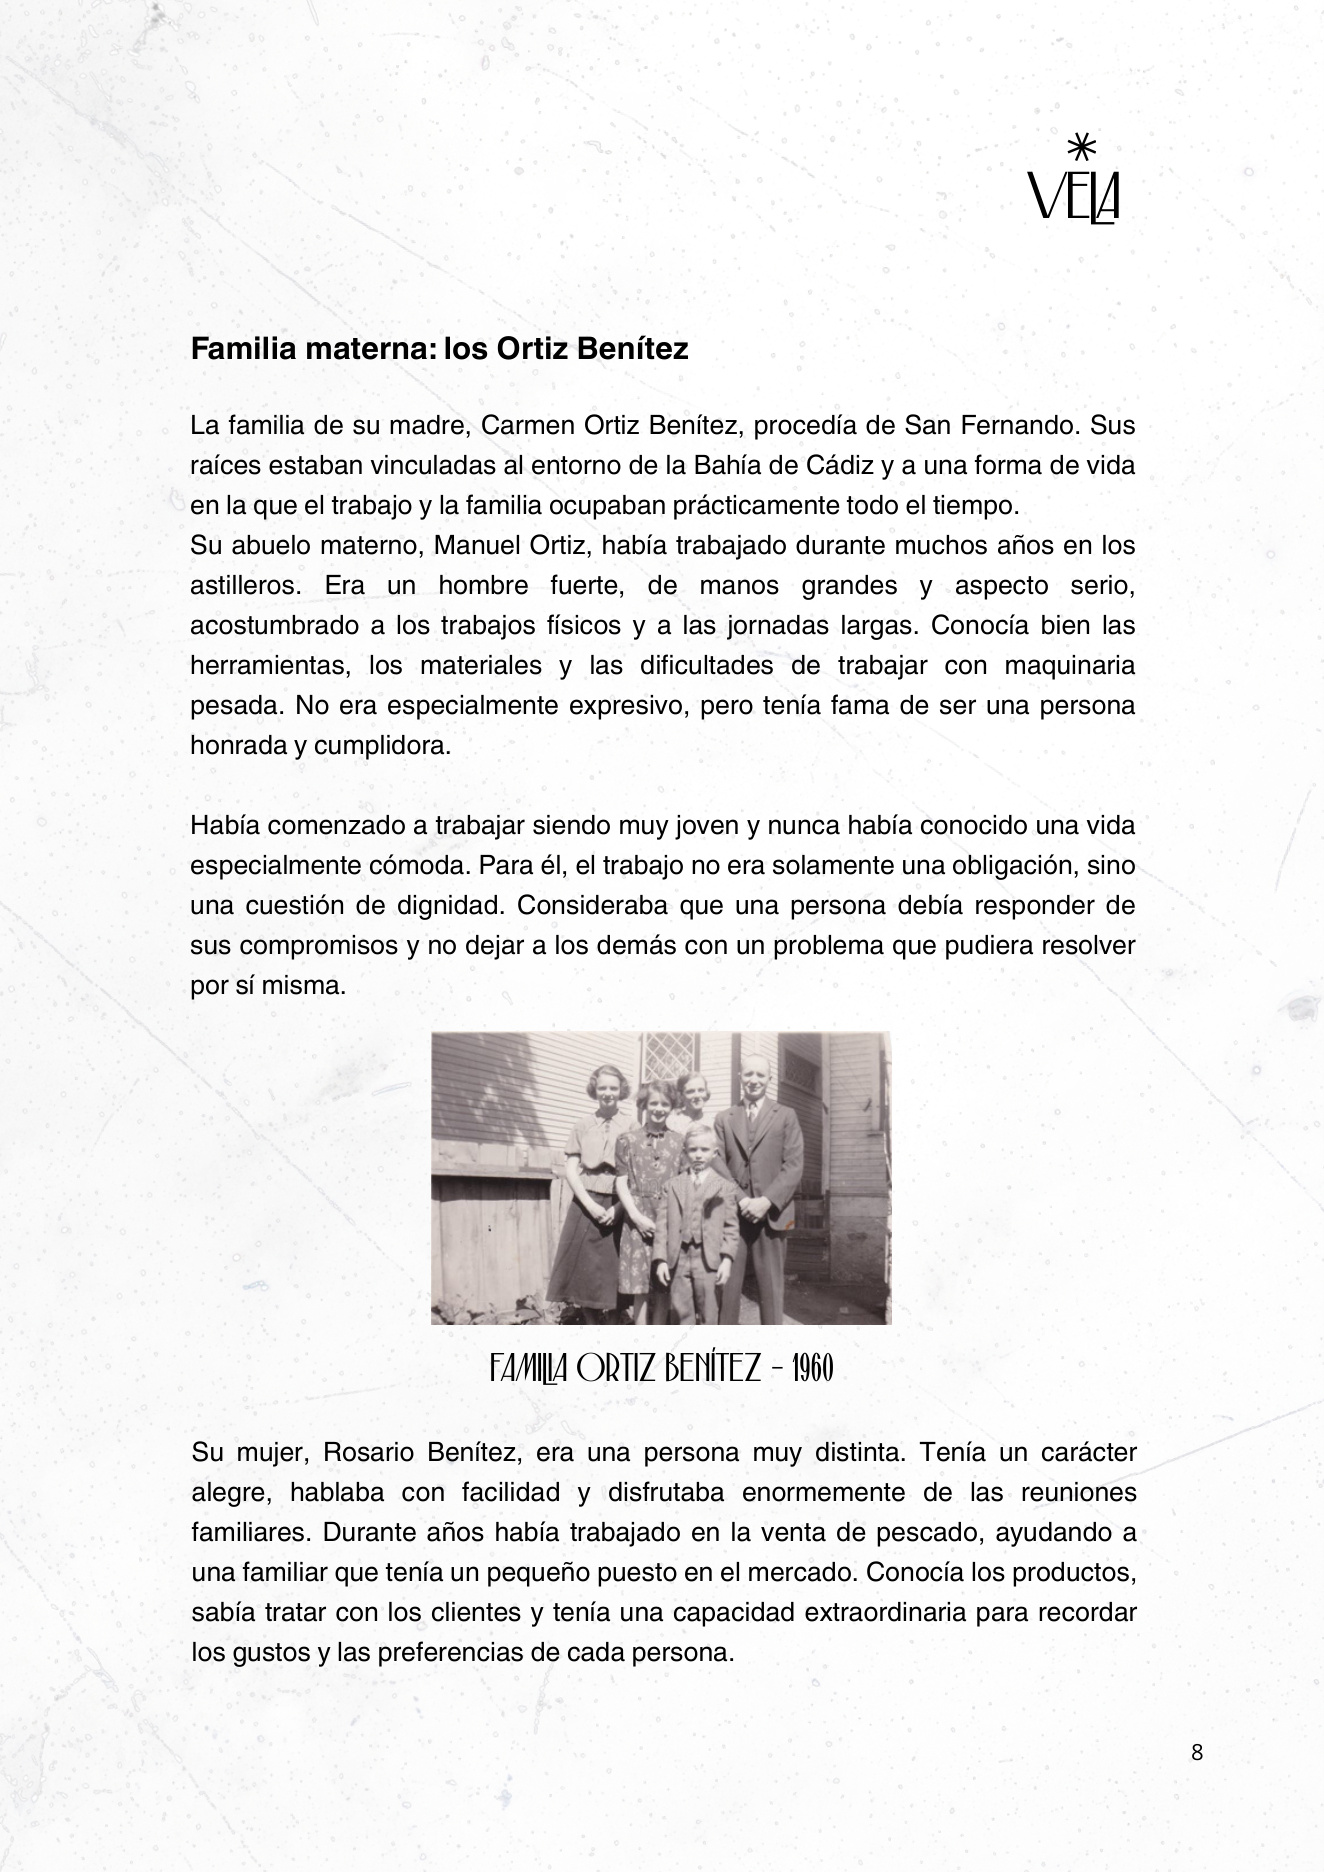 VELA
Familia materna: los Ortiz Benítez
La familia de su madre, Carmen Ortiz Benítez, procedía de San Fernando. Sus
raíces estaban vinculadas al entorno de la Bahía de Cádiz y a una forma de vida
en la que el trabajo y la familia ocupaban prácticamente todo el tiempo.
Su abuelo materno, Manuel Ortiz, había trabajado durante muchos años en los
astilleros. Era un hombre fuerte, de manos grandes y aspecto serio,
acostumbrado a los trabajos físicos y a las jornadas largas. Conocía bien las
herramientas, los materiales y las dificultades de trabajar con maquinaria
pesada. No era especialmente expresivo, pero tenía fama de ser una persona
honrada y cumplidora.
Había comenzado a trabajar siendo muy joven y nunca había conocido una vida
especialmente cómoda. Para él, el trabajo no era solamente una obligación, sino
una cuestión de dignidad. Consideraba que una persona debía responder de
sus compromisos y no dejar a los demás con un problema que pudiera resolver
por sí misma.
FAMILIA ORTIZ BENÍTEZ – 1960
Su mujer, Rosario Benítez, era una persona muy distinta. Tenía un carácter
alegre, hablaba con facilidad y disfrutaba enormemente de las reuniones
familiares. Durante años había trabajado en la venta de pescado, ayudando a
una familiar que tenía un pequeño puesto en el mercado. Conocía los productos,
sabía tratar con los clientes y tenía una capacidad extraordinaria para recordar
los gustos y las preferencias de cada persona.
8